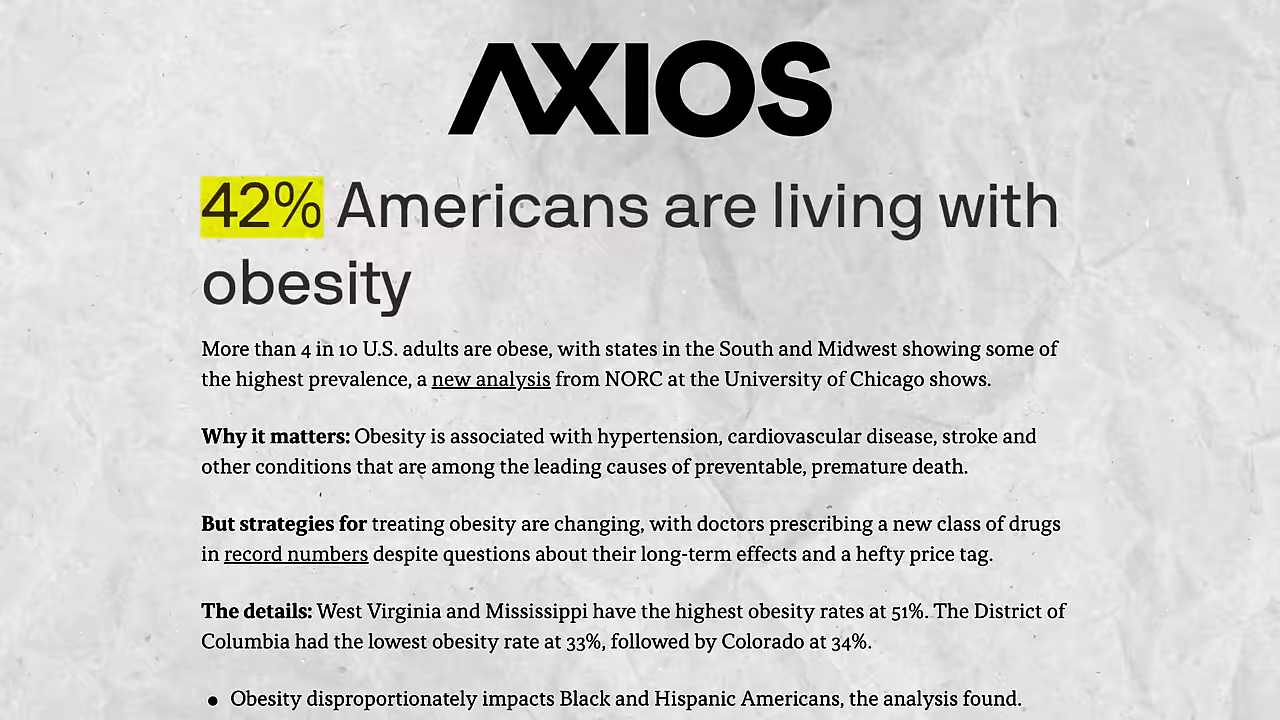 AXIOS
42% Americans are living with
obesity
More than 4 in 10 U.S. adults are obese, with states in the South and Midwest showing some of
the highest prevalence, a new analysis from NORC at the University of Chicago shows.
Why it matters: Obesity is associated with hypertension, cardiovascular disease, stroke and
other conditions that are among the leading causes of preventable, premature death.
But strategies for treating obesity are changing, with doctors prescribing a new class of drugs
in record numbers despite questions about their long-term effects and a hefty price tag.
The details: West Virginia and Mississippi have the highest obesity rates at 51%. The District of
Columbia had the lowest obesity rate at 33%, followed by Colorado at 34%.
• Obesity disproportionately impacts Black and Hispanic Americans, the analysis found.